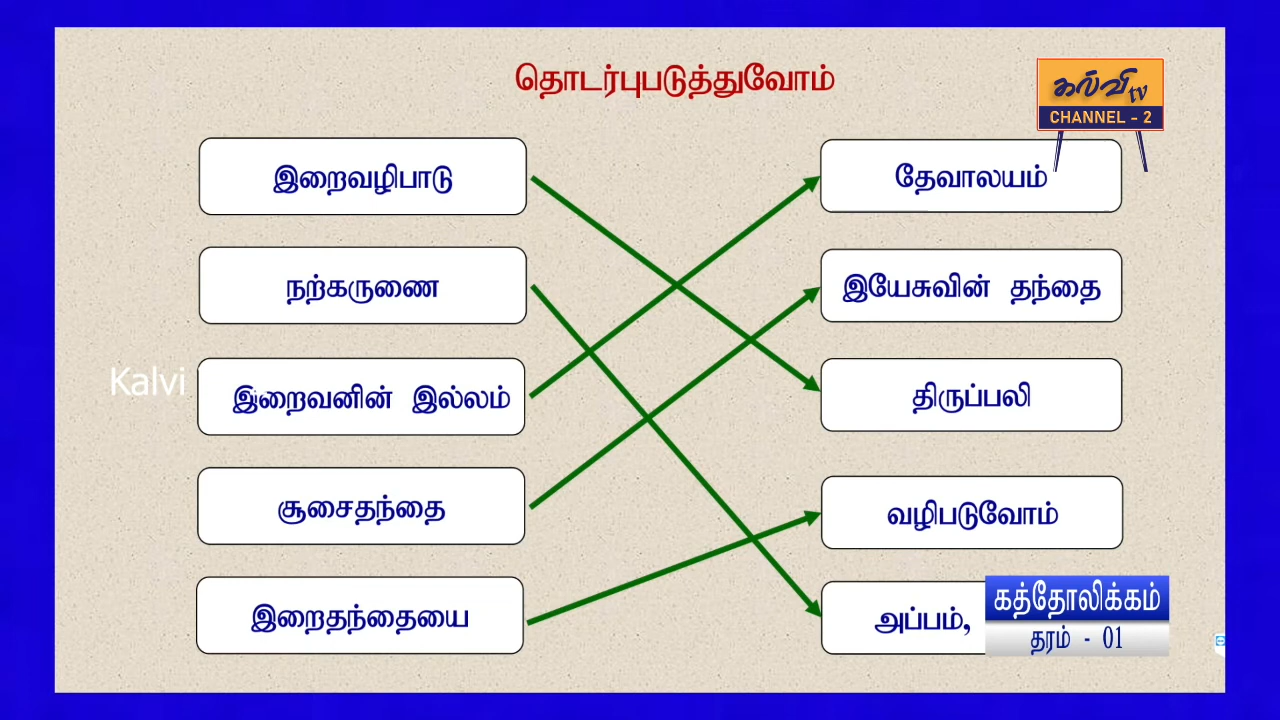 தொடர்புபடுத்துவோம்
கல்வி tv
CHANNEL - 2
இறைவழிபாடு
தேவாலயம்
நற்கருணை
இயேசுவின் தந்தை
Kalvi
இறைவனின் இல்லம்
திருப்பலி
சூசைதந்தை
வழிபடுவோம்
இறைதந்தையை
அப்பம்,
கத்தோலிக்கம்
தரம் - 01